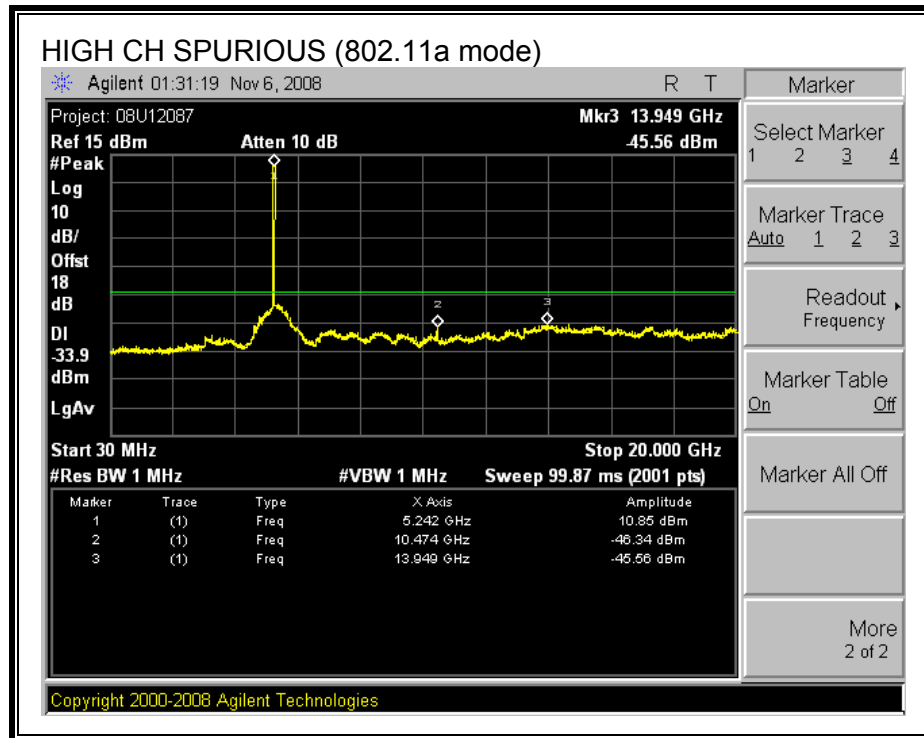 HIGH CH SPURIOUS (802.11a mode)
Agilent 01:31:19 Nov 6, 2008 R T
Project: 08U12087 Mkr3 13.949 GHz
Ref 15 dBm Atten 10 dB -45.56 dBm
#Peak
Log
10
dB/
Offst
18
dB
DI
-33.9
dBm
LgAv
1
2
3
Start 30 MHz Stop 20.000 GHz
#Res BW 1 MHz #VBW 1 MHz Sweep 99.87 ms (2001 pts)
Marker Trace Type X Axis Amplitude
1 (1) Freq 5.242 GHz 10.85 dBm
2 (1) Freq 10.474 GHz -46.34 dBm
3 (1) Freq 13.949 GHz -45.56 dBm
Marker
Select Marker
1 2 3 4
Marker Trace
Auto 1 2 3
Readout
Frequency
Marker Table
On Off
Marker All Off
More
2 of 2
Copyright 2000-2008 Agilent Technologies